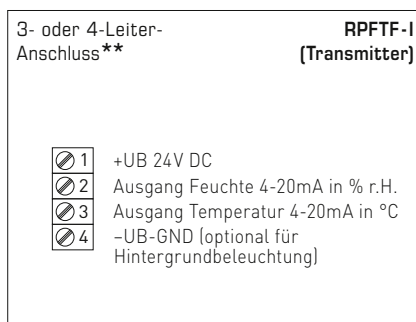 3- oder 4-Leiter-
Anschluss**
RPFTF-I
(Transmitter)
1 +UB 24V DC
2 Ausgang Feuchte 4-20mA in % r.H.
3 Ausgang Temperatur 4-20mA in °C
4 –UB-GND (optional für
Hintergrundbeleuchtung)